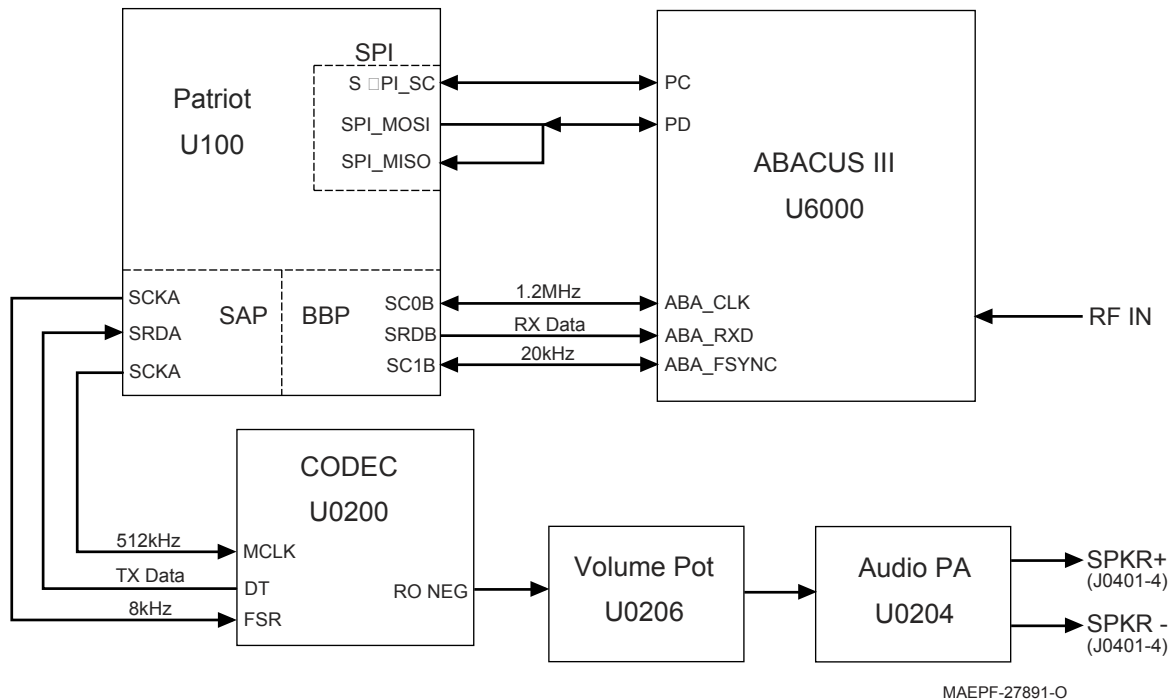 SPI
Patriot
U100
S □PI_SC
SPI_MOSI
SPI_MISO
PC
PD
ABACUS III
U6000
SCKA
SRDA
SCKA
SAP
BBP
SC0B
SRDB
SC1B
1.2MHz
RX Data
20kHz
ABA_CLK
ABA_RXD
ABA_FSYNC
RF IN
CODEC
U0200
512kHz
TX Data
8kHz
MCLK
DT
FSR
RO NEG
Volume Pot
U0206
Audio PA
U0204
SPKR+
(J0401-4)
SPKR -
(J0401-4)
MAEPF-27891-O